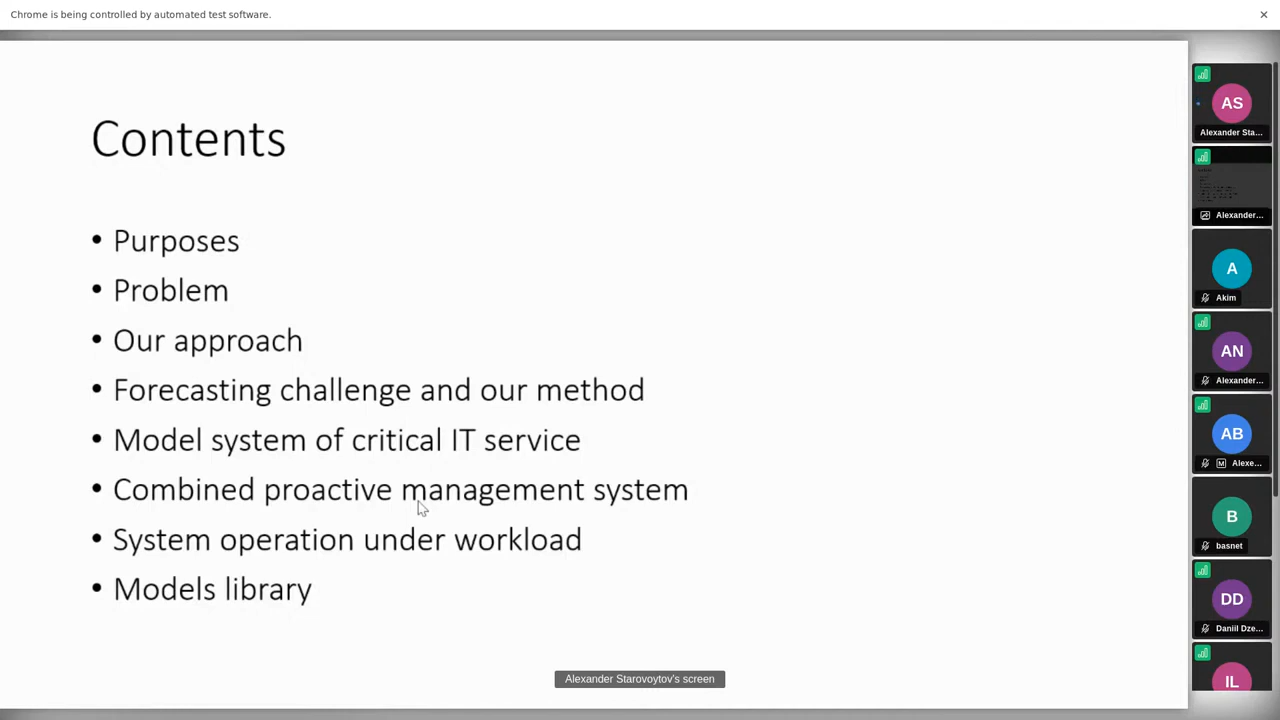 Chrome is being controlled by automated test software.
Contents
• Purposes
• Problem
• Our approach
• Forecasting challenge and our method
• Model system of critical IT service
• Combined proactive management system
• System operation under workload
• Models library
Alexander Starovoytov's screen
AS
Alexander Sta...
Alexander...
A
Akim
AN
Alexander...
AB
M
Alexe...
B
basnet
DD
Daniil Dze...
IL